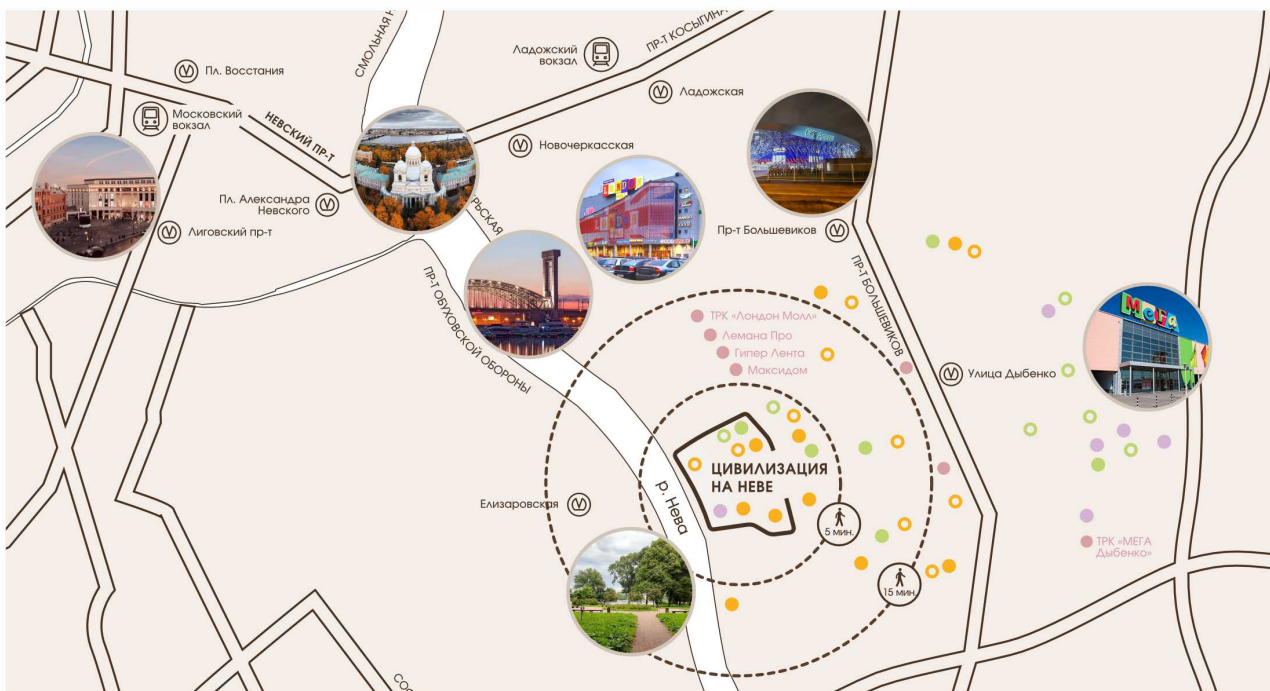 СМОЛЬНАЯ Н
Ладожский
вокзал
ПР-Т КОСЫГИНА
Пл. Восстания
Московский
вокзал
НЕВСКИЙ ПР-Т
Ладожская
Новочеркасская
Пл. Александра
Невского
Лиговский пр-т
РЬСКАЯ
LONDON
Пр-т Большевиков
ПР-Т ОБУХОВСКОЙ ОБОРОНЫ
ПР-Т БОЛЬШЕВИКОВ
ТРК «Лондон Молл»
Лемана Про
Гипер Лента
Максидом
Улица Дыбенко
МЕГА
ЦИВИЛИЗАЦИЯ
НА НЕВЕ
р. Нева
Елизаровская
5 мин.
15 мин.
ТРК «МЕГА
Дыбенко»
СОС